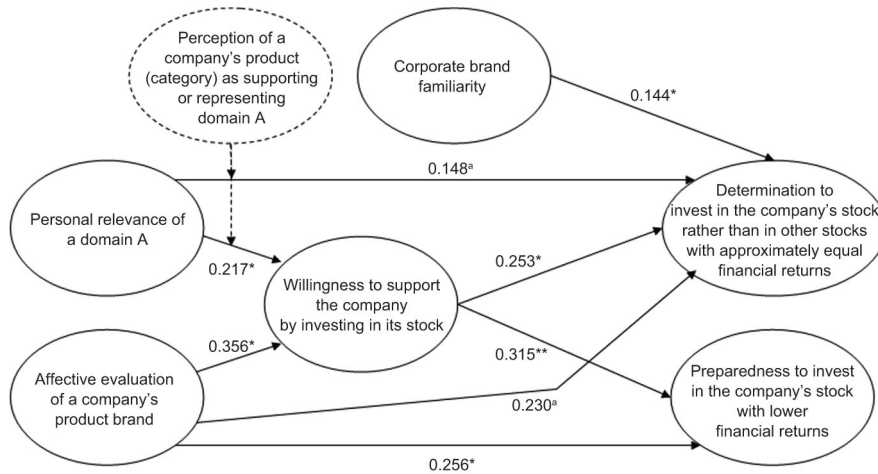 Perception of a
company's product
(category) as supporting
or representing
domain A
Corporate brand
familiarity
0.144*
0.148ᵃ
Personal relevance of
a domain A
Determination to
invest in the company's stock
rather than in other stocks
with approximately equal
financial returns
0.217*
0.253*
Willingness to support
the company
by investing in its stock
0.356*
0.315**
Affective evaluation
of a company's
product brand
0.230ᵃ
Preparedness to invest
in the company's stock
with lower
financial returns
0.256*